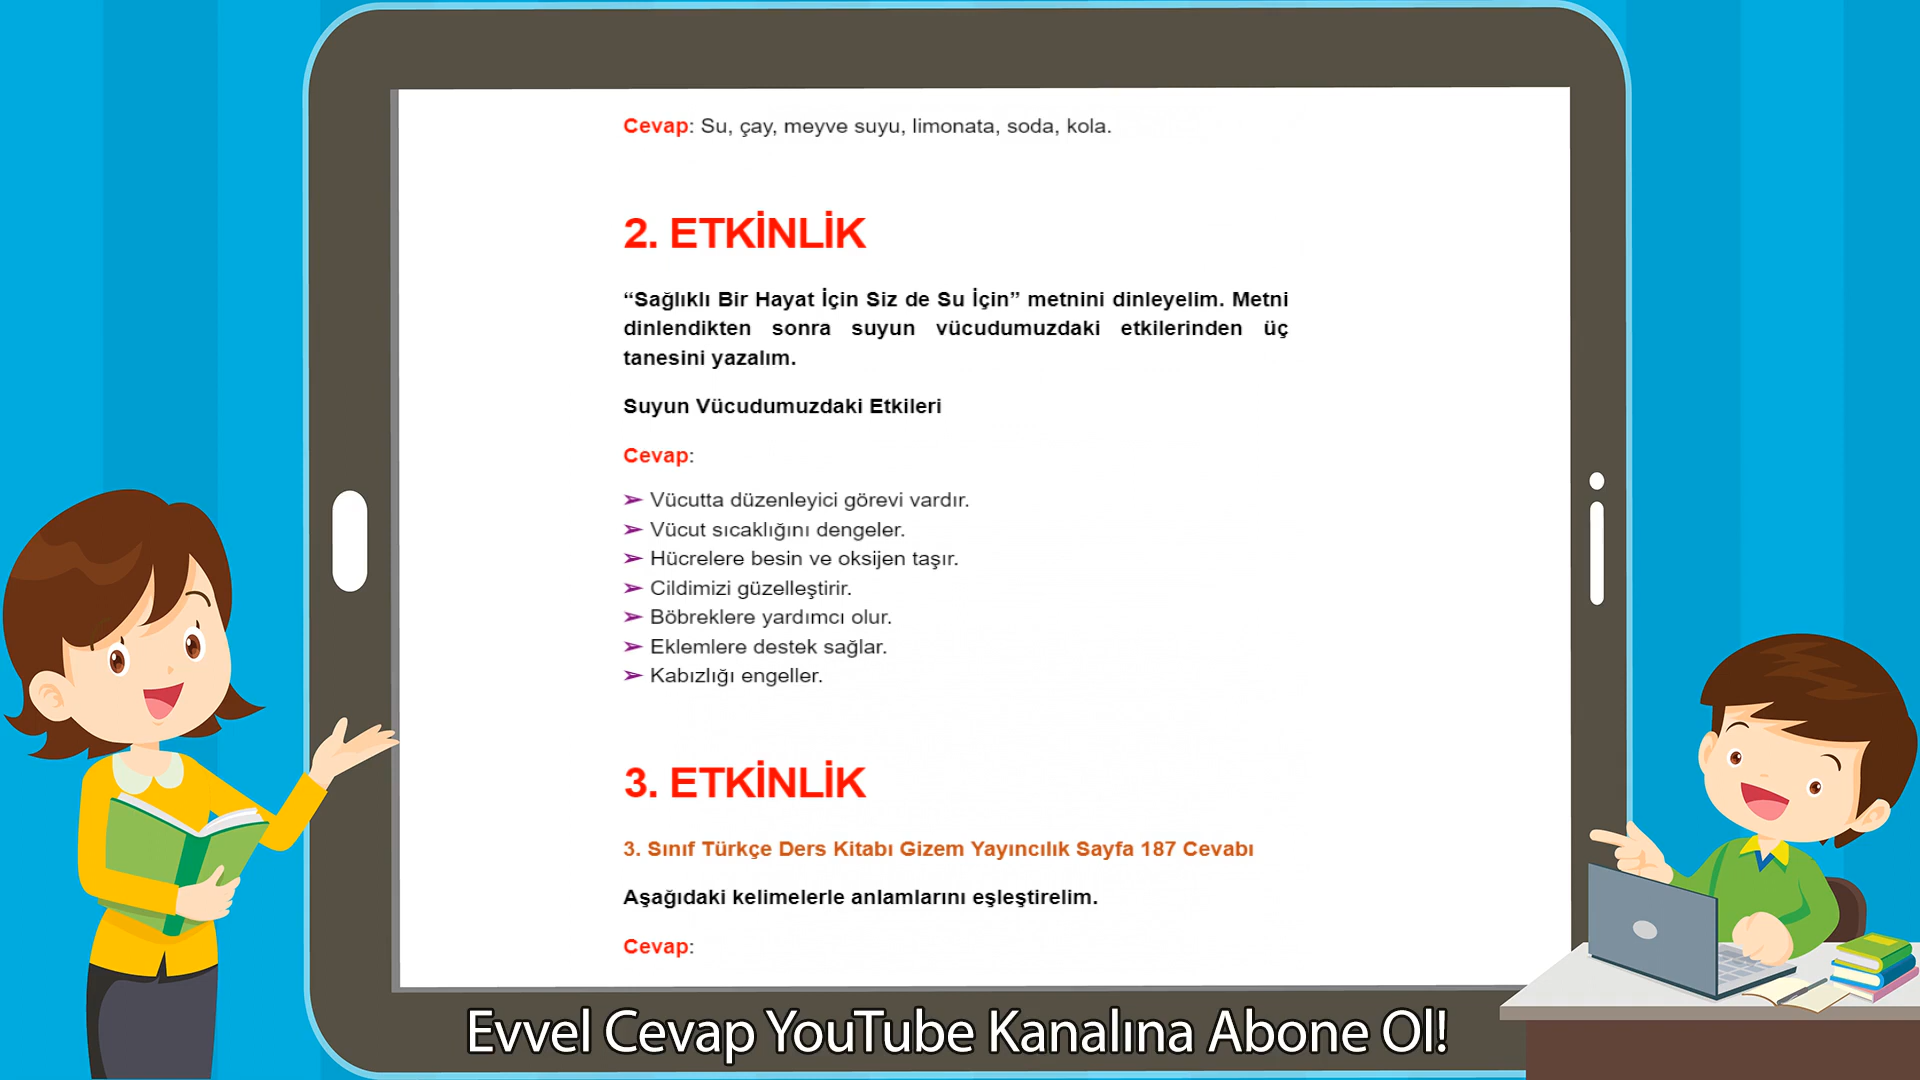 Cevap: Su, çay, meyve suyu, limonata, soda, kola.
2. ETKİNLİK
“Sağlıklı Bir Hayat İçin Siz de Su İçin” metnini dinleyelim. Metni
dinlendikten sonra suyun vücudumuzdaki etkilerinden üç
tanesini yazalım.
Suyun Vücudumuzdaki Etkileri
Cevap:
➢ Vücutta düzenleyici görevi vardır.
➢ Vücut sıcaklığını dengeler.
➢ Hücrelere besin ve oksijen taşır.
➢ Cildimizi güzelleştirir.
➢ Böbreklere yardımcı olur.
➢ Eklemlere destek sağlar.
➢ Kabızlığı engeller.
3. ETKİNLİK
3. Sınıf Türkçe Ders Kitabı Gizem Yayıncılık Sayfa 187 Cevabı
Aşağıdaki kelimelerle anlamlarını eşleştirelim.
Cevap:
Evvel Cevap YouTube Kanalına Abone Ol!